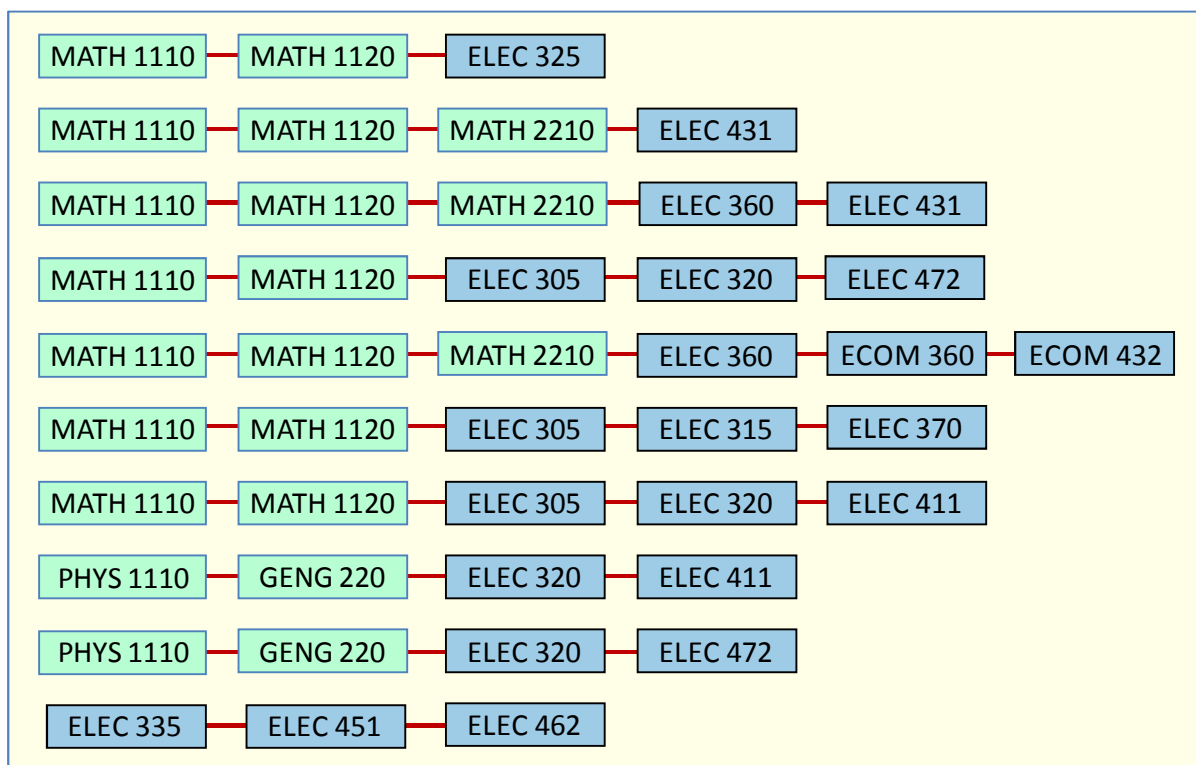 MATH 1110 MATH 1120 ELEC 325
MATH 1110 MATH 1120 MATH 2210 ELEC 431
MATH 1110 MATH 1120 MATH 2210 ELEC 360 ELEC 431
MATH 1110 MATH 1120 ELEC 305 ELEC 320 ELEC 472
MATH 1110 MATH 1120 MATH 2210 ELEC 360 ECOM 360 ECOM 432
MATH 1110 MATH 1120 ELEC 305 ELEC 315 ELEC 370
MATH 1110 MATH 1120 ELEC 305 ELEC 320 ELEC 411
PHYS 1110 GENG 220 ELEC 320 ELEC 411
PHYS 1110 GENG 220 ELEC 320 ELEC 472
ELEC 335 ELEC 451 ELEC 462